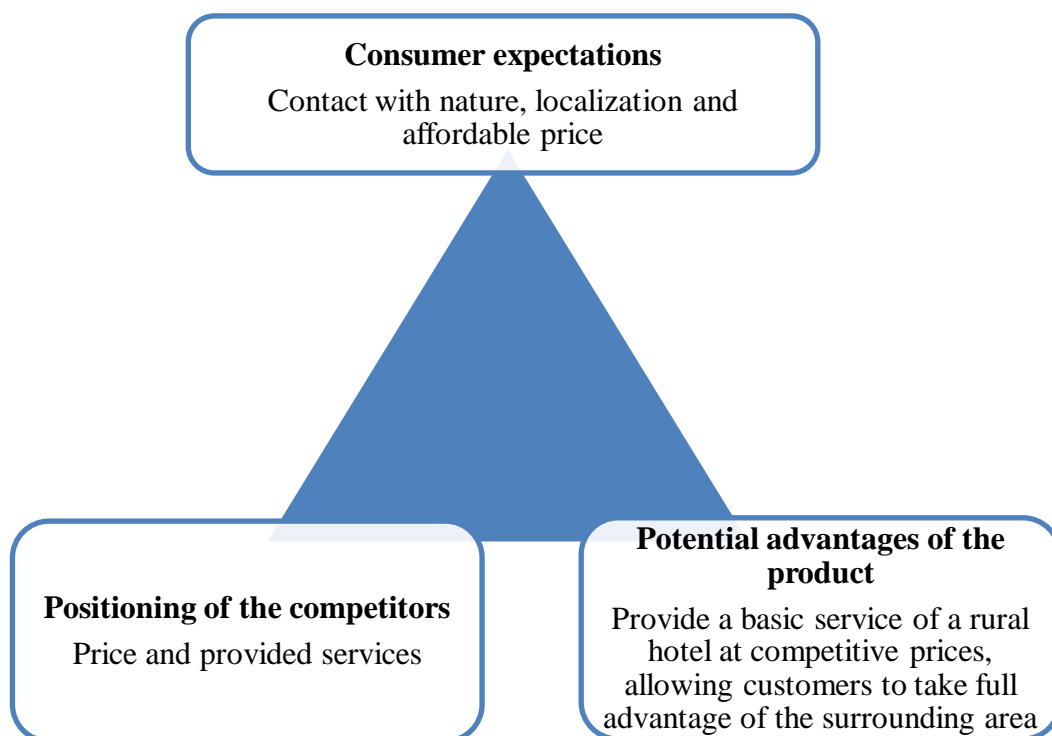 Consumer expectations
Contact with nature, localization and
affordable price
Positioning of the competitors
Price and provided services
Potential advantages of the
product
Provide a basic service of a rural
hotel at competitive prices,
allowing customers to take full
advantage of the surrounding area